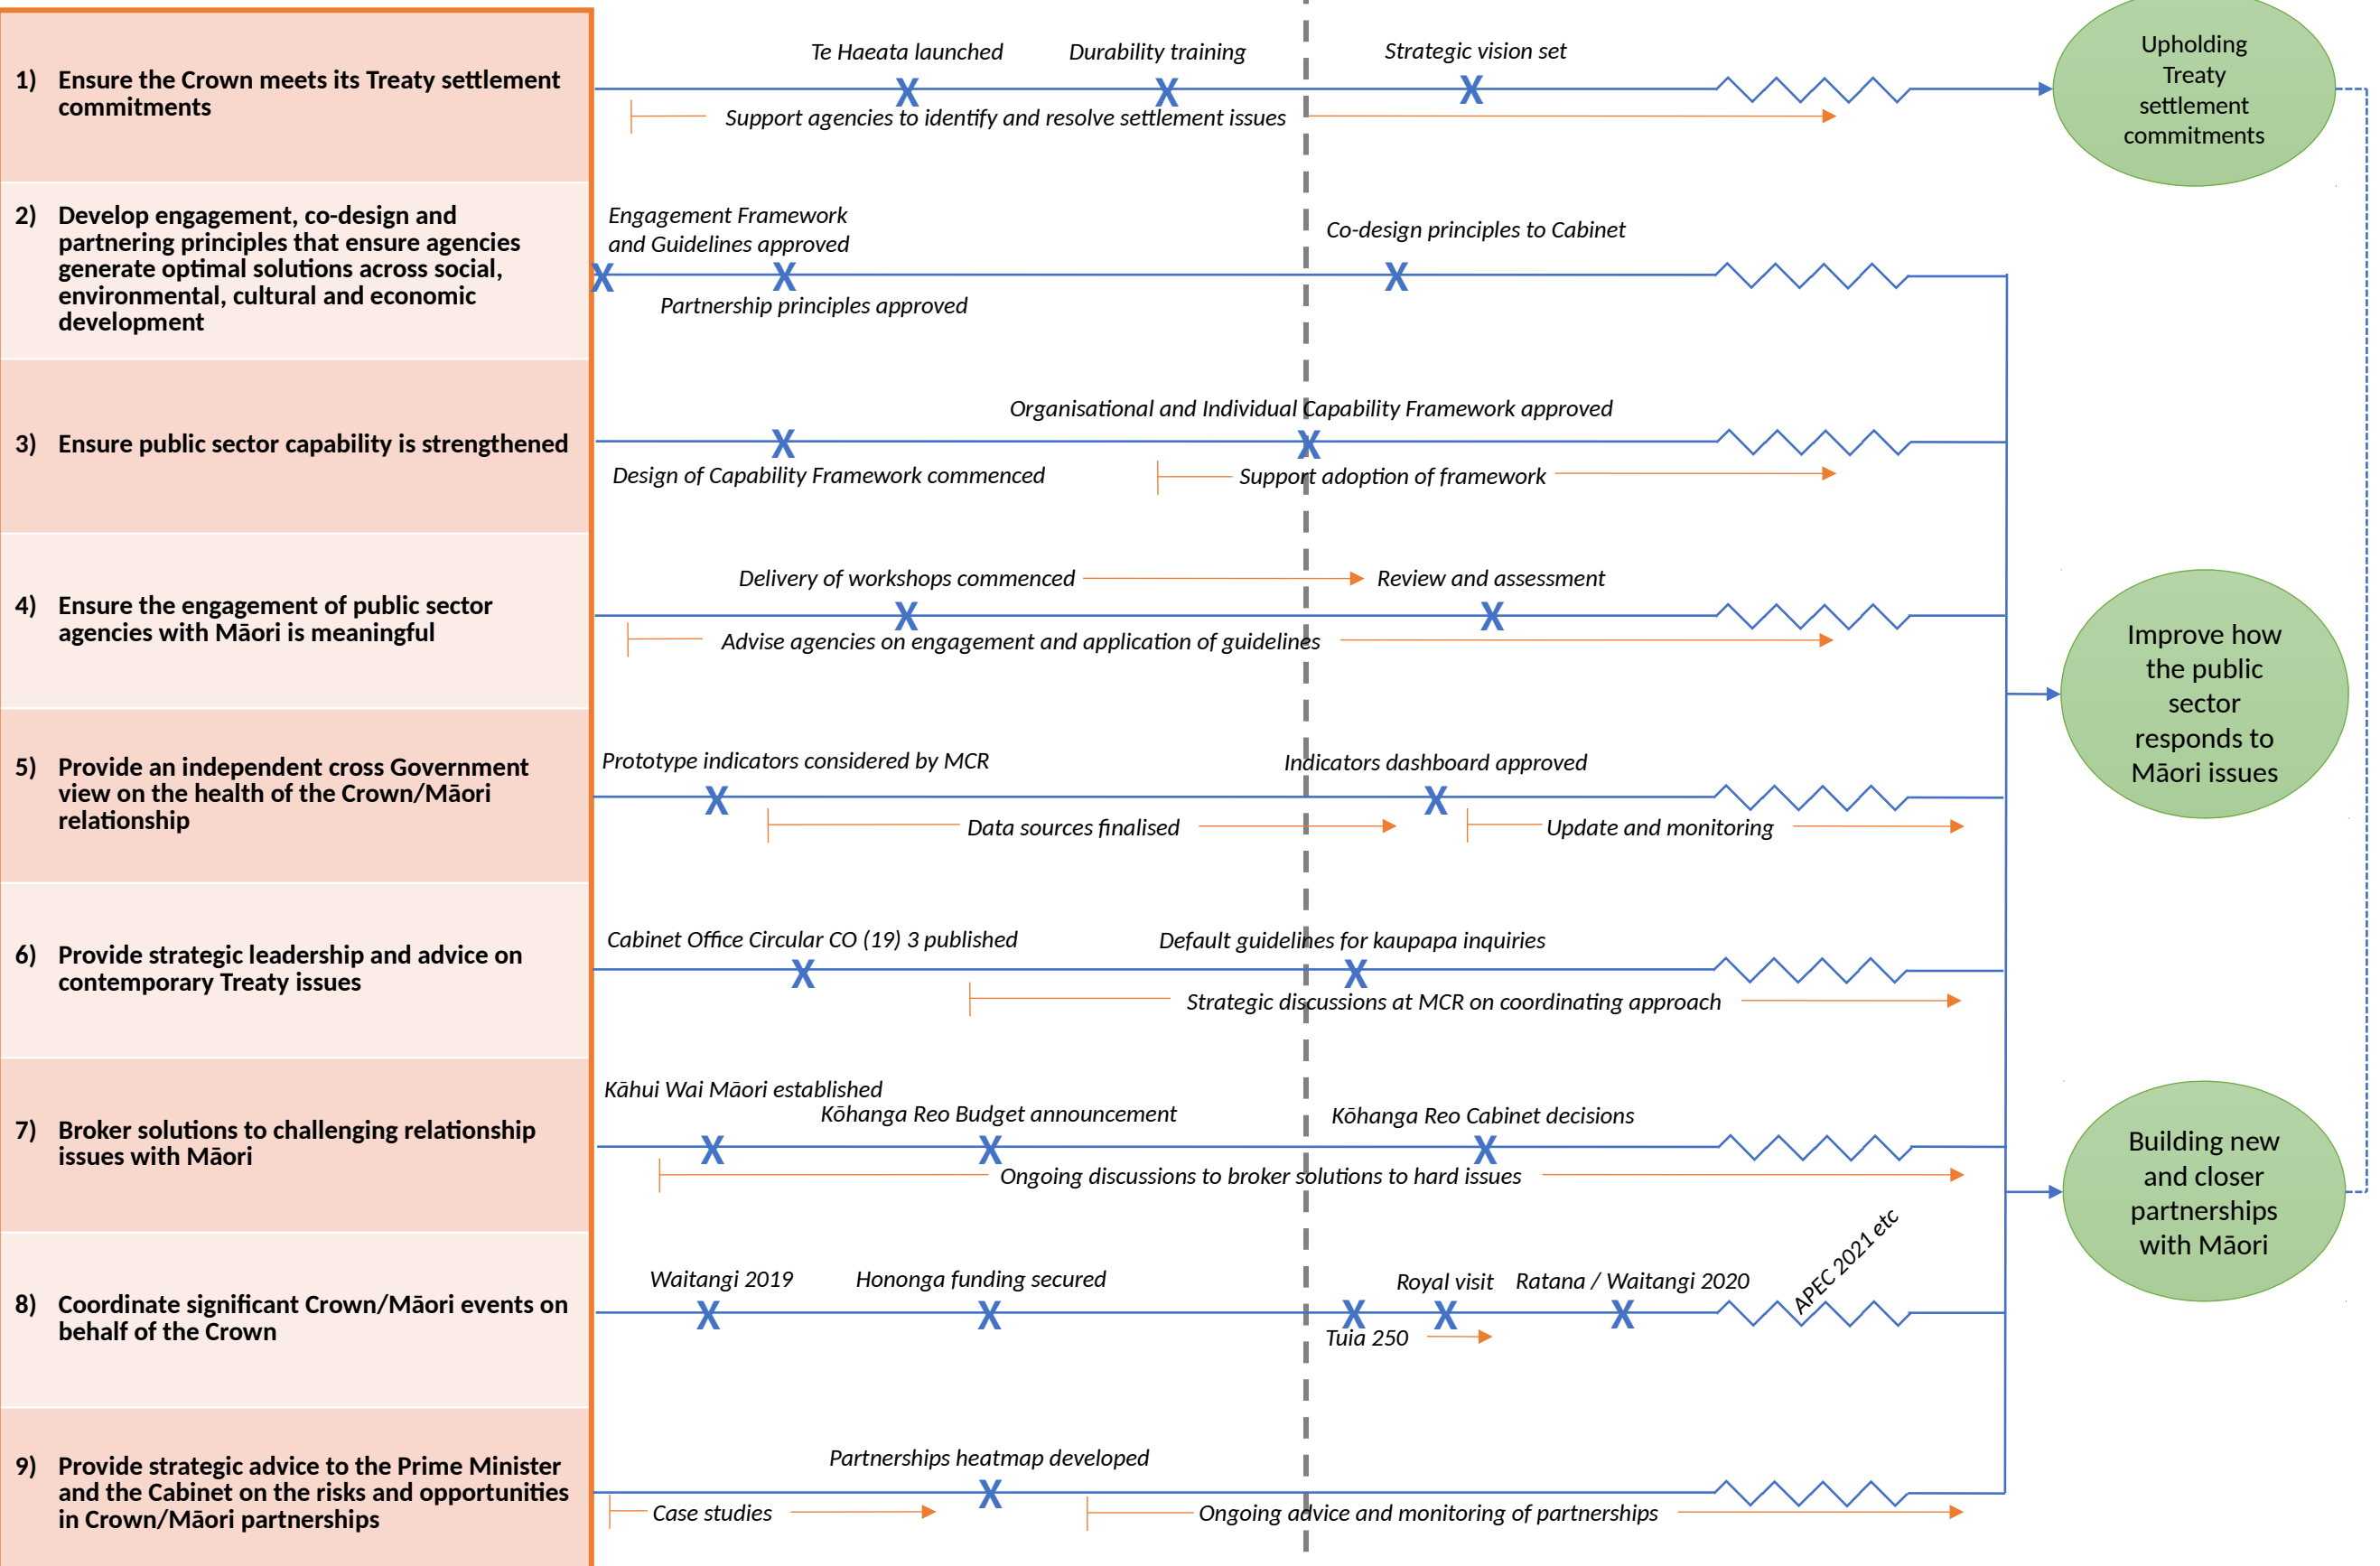 1) Ensure the Crown meets its Treaty settlement
commitments
Te Haeata launched
Durability training
Strategic vision set
X X X
Support agencies to identify and resolve settlement issues
Upholding
Treaty
settlement
commitments
2) Develop engagement, co-design and
partnering principles that ensure agencies
generate optimal solutions across social,
environmental, cultural and economic
development
Engagement Framework
and Guidelines approved
Co-design principles to Cabinet
X X X
Partnership principles approved
3) Ensure public sector capability is strengthened
Organisational and Individual Capability Framework approved
X X
Design of Capability Framework commenced
Support adoption of framework
4) Ensure the engagement of public sector
agencies with Māori is meaningful
Delivery of workshops commenced
Review and assessment
X X
Advise agencies on engagement and application of guidelines
Improve how
the public
sector
responds to
Māori issues
5) Provide an independent cross Government
view on the health of the Crown/Māori
relationship
Prototype indicators considered by MCR
Indicators dashboard approved
X X
Data sources finalised
Update and monitoring
6) Provide strategic leadership and advice on
contemporary Treaty issues
Cabinet Office Circular CO (19) 3 published
Default guidelines for kaupapa inquiries
X X
Strategic discussions at MCR on coordinating approach
7) Broker solutions to challenging relationship
issues with Māori
Kāhui Wai Māori established
Kōhanga Reo Budget announcement
Kōhanga Reo Cabinet decisions
X X X
Ongoing discussions to broker solutions to hard issues
Building new
and closer
partnerships
with Māori
8) Coordinate significant Crown/Māori events on
behalf of the Crown
Waitangi 2019
Hononga funding secured
Royal visit
Ratana / Waitangi 2020
APEC 2021 etc
X X X X X
Tuia 250
9) Provide strategic advice to the Prime Minister
and the Cabinet on the risks and opportunities
in Crown/Māori partnerships
Partnerships heatmap developed
X
Case studies
Ongoing advice and monitoring of partnerships